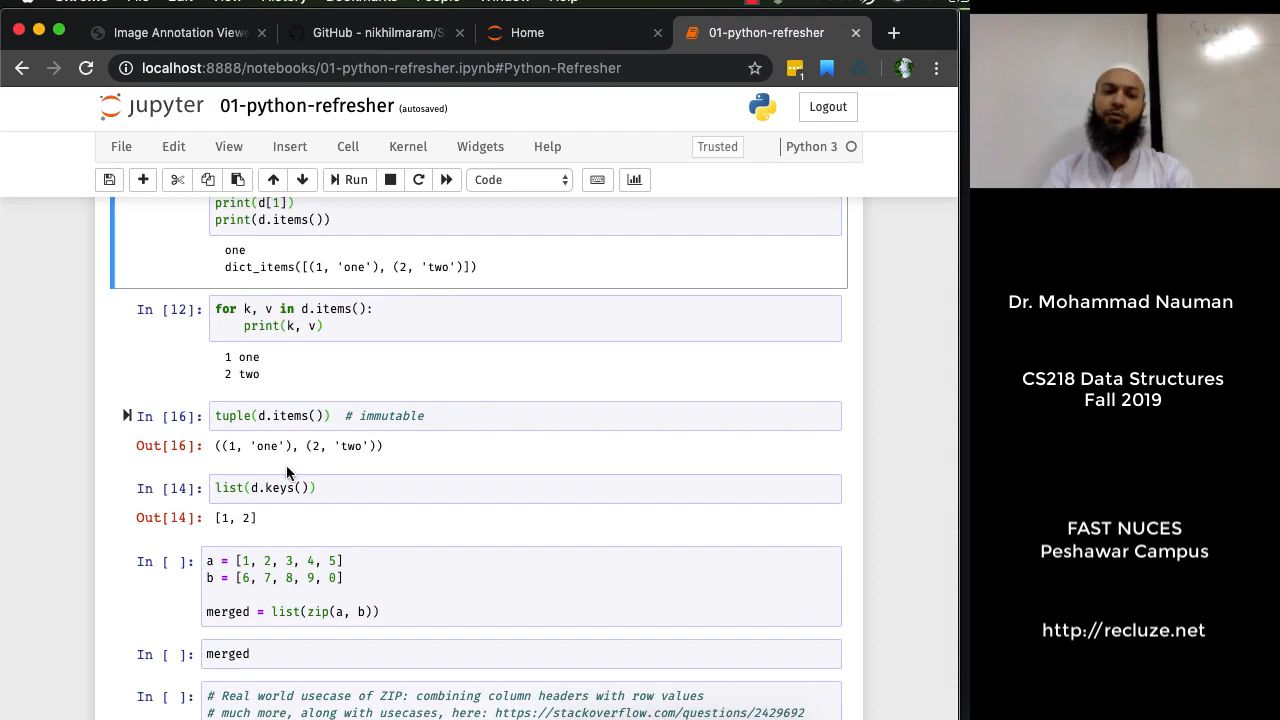 Image Annotation Viewe
GitHub - nikhilmaram/S
Home
01-python-refresher
localhost:8888/notebooks/01-python-refresher.ipynb#Python-Refresher
1
jupyter 01-python-refresher (autosaved)
Logout
File Edit View Insert Cell Kernel Widgets Help
Trusted
Python 3
Run
Code
print(d[1])
print(d.items())
one
dict_items([(1, 'one'), (2, 'two')])
In [12]: for k, v in d.items():
print(k, v)
1 one
2 two
In [16]: tuple(d.items()) # immutable
Out[16]: ((1, 'one'), (2, 'two'))
In [14]: list(d.keys())
Out[14]: [1, 2]
In [ ]: a = [1, 2, 3, 4, 5]
b = [6, 7, 8, 9, 0]
merged = list(zip(a, b))
In [ ]: merged
In [ ]: # Real world usecase of ZIP: combining column headers with row values
# much more, along with usecases, here: https://stackoverflow.com/questions/2429692
Dr. Mohammad Nauman
CS218 Data Structures
Fall 2019
FAST NUCES
Peshawar Campus
http://recluze.net